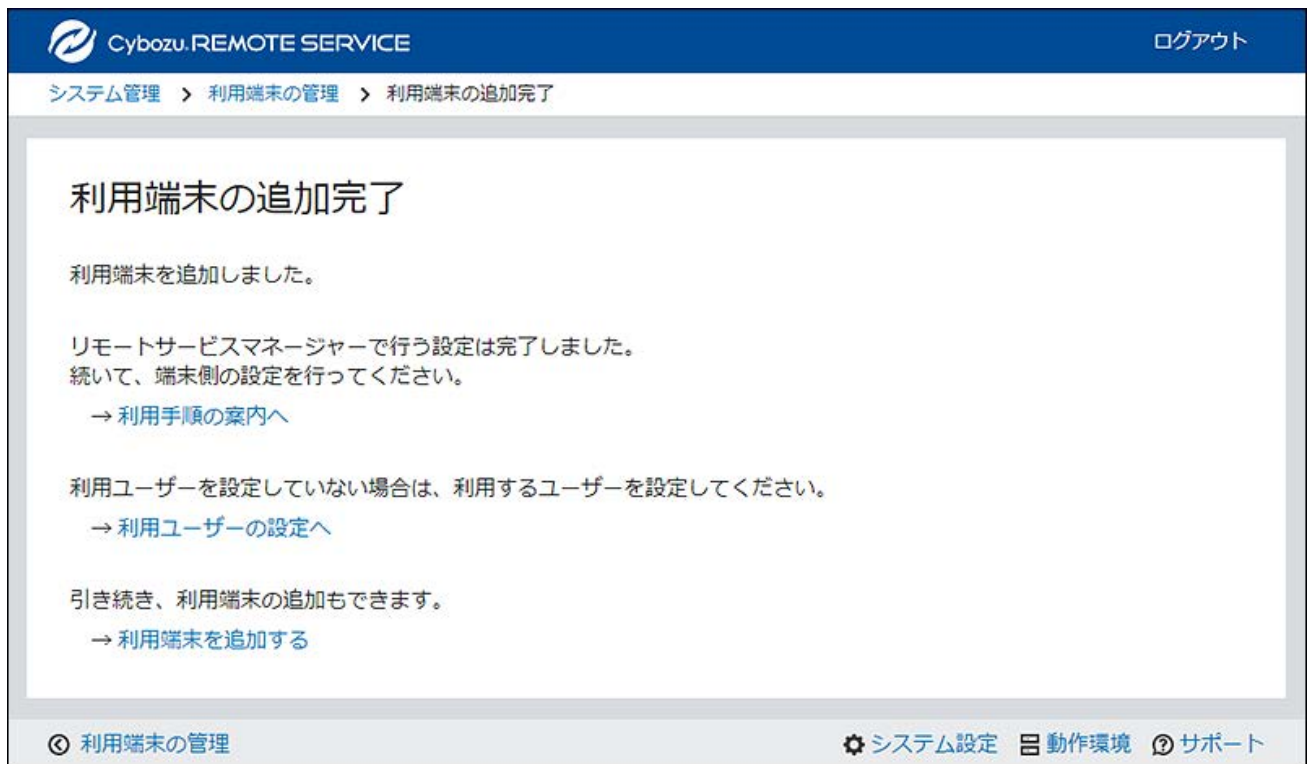 Cybozu.REMOTE SERVICE
ログアウト
システム管理 > 利用端末の管理 > 利用端末の追加完了
利用端末の追加完了
利用端末を追加しました。
リモートサービスマネージャーで行う設定は完了しました。
続いて、端末側の設定を行ってください。
→利用手順の案内へ
利用ユーザーを設定していない場合は、利用するユーザーを設定してください。
→利用ユーザーの設定へ
引き続き、利用端末の追加もできます。
→利用端末を追加する
利用端末の管理
システム設定 動作環境 サポート